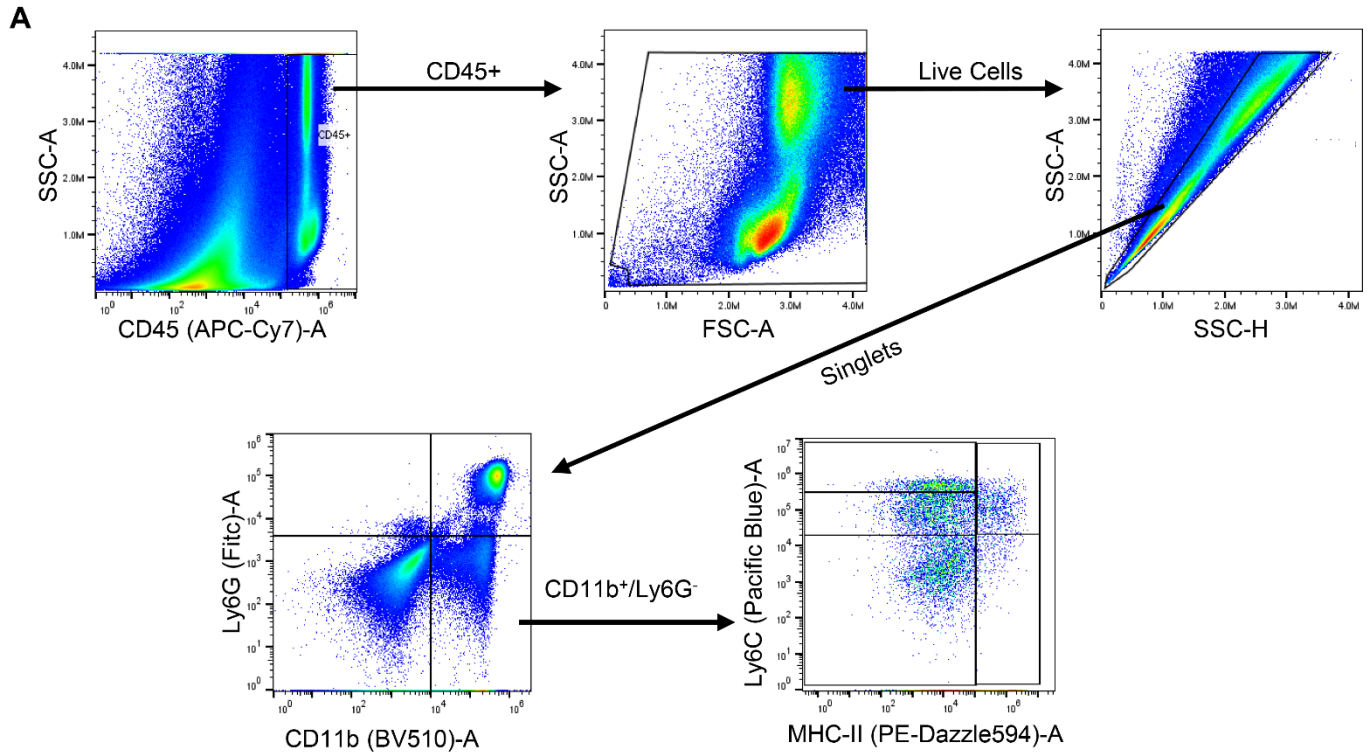 A
4.0M
3.0M
2.0M
1.0M
0
10^0 10^2 10^4 10^6
SSC-A
CD45+
CD45 (APC-Cy7)-A
CD45+
4.0M
3.0M
2.0M
1.0M
0
0 1.0M 2.0M 3.0M 4.0M
SSC-A
FSC-A
Live Cells
4.0M
3.0M
2.0M
1.0M
0
0 1.0M 2.0M 3.0M 4.0M
SSC-A
SSC-H
Singlets
10^6
10^5
10^4
10^3
10^2
10^1
10^0
10^0 10^2 10^4 10^6
Ly6G (Fitc)-A
CD11b (BV510)-A
CD11b⁺/Ly6G⁻
10^7
10^6
10^5
10^4
10^3
10^2
10^1
10^0
10^0 10^2 10^4 10^6
Ly6C (Pacific Blue)-A
MHC-II (PE-Dazzle594)-A